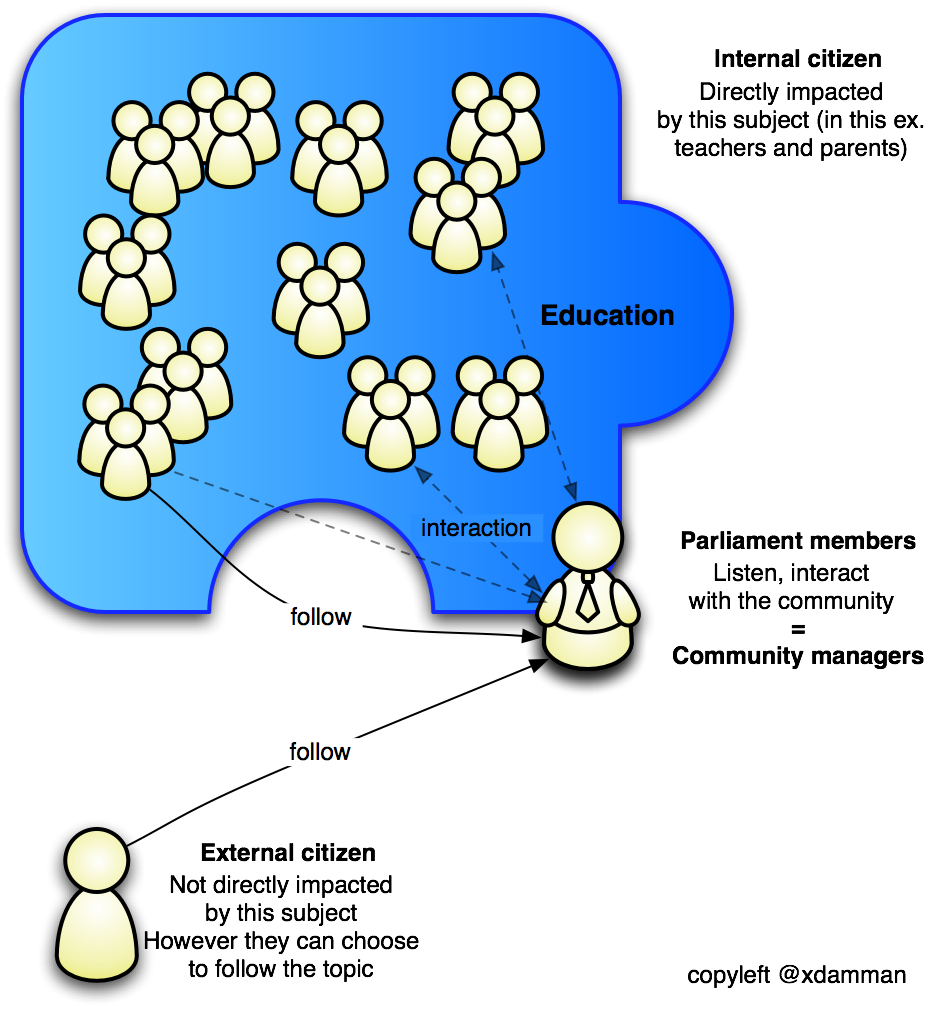 Internal citizen
Directly impacted
by this subject (in this ex.
teachers and parents)
Education
interaction
Parliament members
Listen, interact
with the community
=
Community managers
follow
follow
External citizen
Not directly impacted
by this subject
However they can choose
to follow the topic
copyleft @xdamman